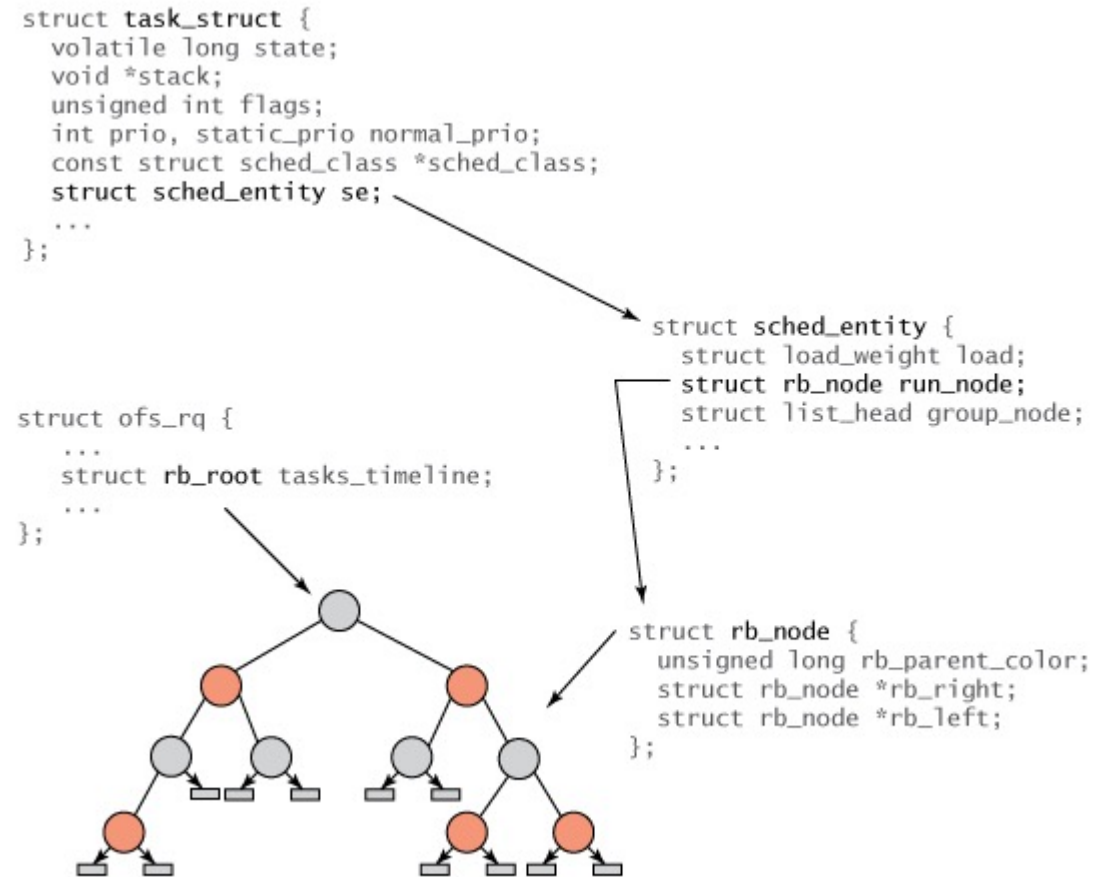 struct task_struct {
volatile long state;
void *stack;
unsigned int flags;
int prio, static_prio normal_prio;
const struct sched_class *sched_class;
struct sched_entity se;
...
};
struct sched_entity {
struct load_weight load;
struct rb_node run_node;
struct list_head group_node;
...
};
struct ofs_rq {
...
struct rb_root tasks_timeline;
...
};
struct rb_node {
unsigned long rb_parent_color;
struct rb_node *rb_right;
struct rb_node *rb_left;
};